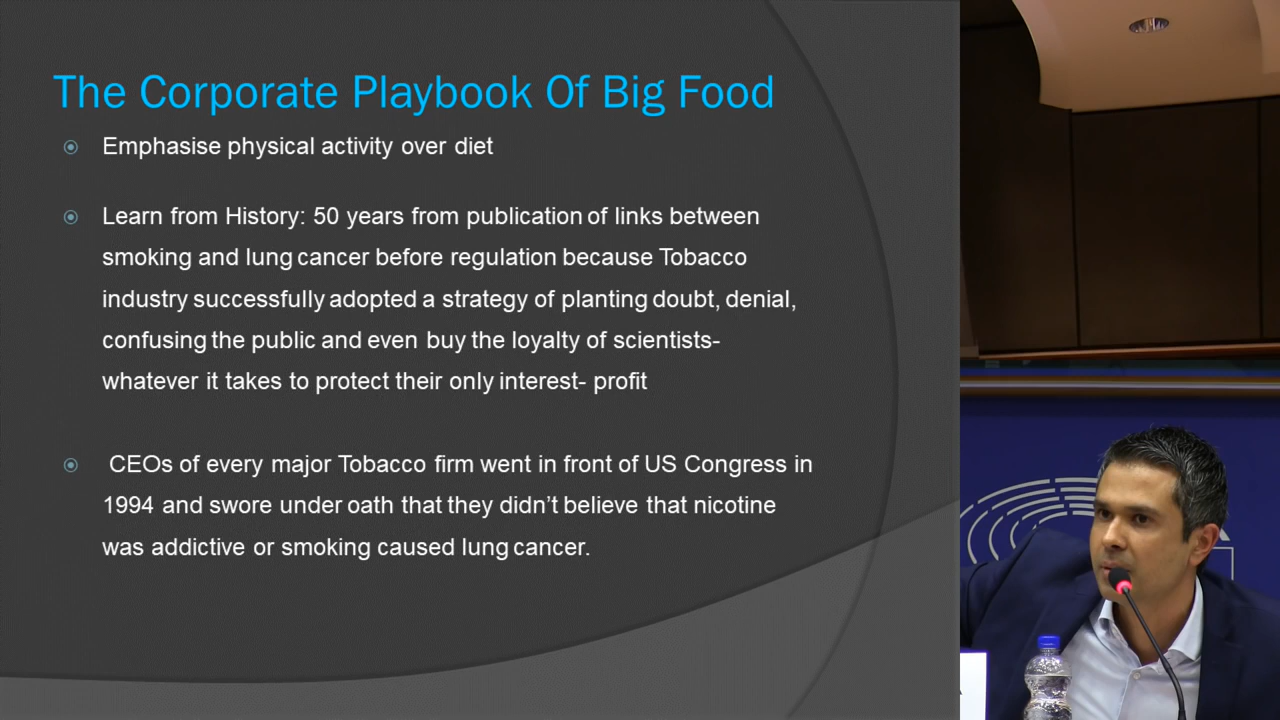 The Corporate Playbook Of Big Food
Emphasise physical activity over diet
Learn from History: 50 years from publication of links between
smoking and lung cancer before regulation because Tobacco
industry successfully adopted a strategy of planting doubt, denial,
confusing the public and even buy the loyalty of scientists-
whatever it takes to protect their only interest- profit
CEOs of every major Tobacco firm went in front of US Congress in
1994 and swore under oath that they didn't believe that nicotine
was addictive or smoking caused lung cancer.